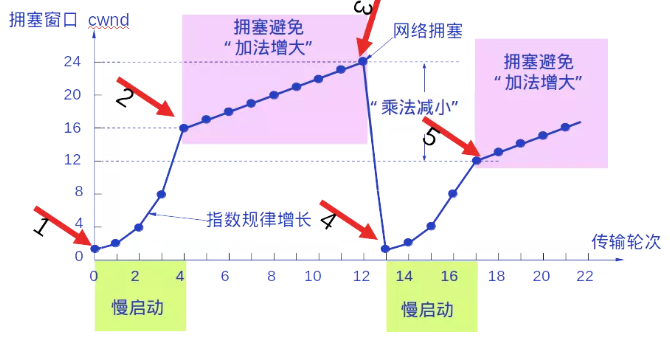 拥塞窗口 cwnd
拥塞避免
“加法增大”
3
网络拥塞
拥塞避免
“加法增大”
24
20
16
12
8
4
0
2
“乘法减小”
5
1
指数规律增长
4
传输轮次
0 2 4 6 8 10 12 14 16 18 20 22
慢启动
慢启动